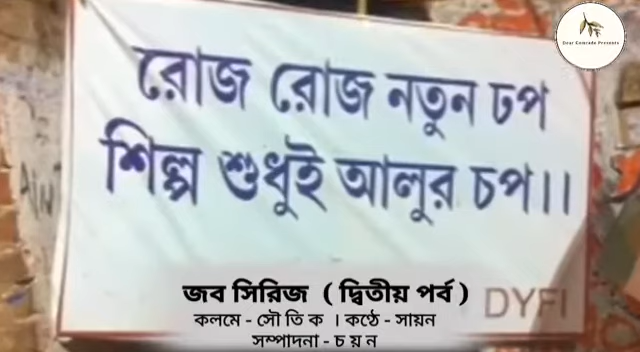 Dear Comrade Presents
রোজ রোজ নতুন ঢপ
শিল্প শুধুই আলুর চপ।।
DYFI
জব সিরিজ ( দ্বিতীয় পর্ব )
কলমে - সৌ তি ক । কণ্ঠে - সায়ন
সম্পাদনা - চ য় ন